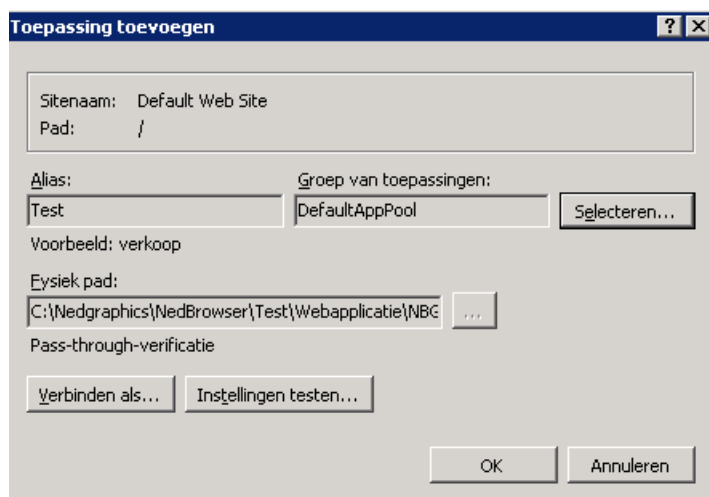 Toepassing toevoegen
Sitenaam: Default Web Site
Pad: /
Alias: Groep van toepassingen:
Test DefaultAppPool Selecteren...
Voorbeeld: verkoop
Fysiek pad:
C:\Nedgraphics\NedBrowser\Test\Webapplicatie\NBG ...
Pass-through-verificatie
Verbinden als... Instellingen testen...
OK Annuleren